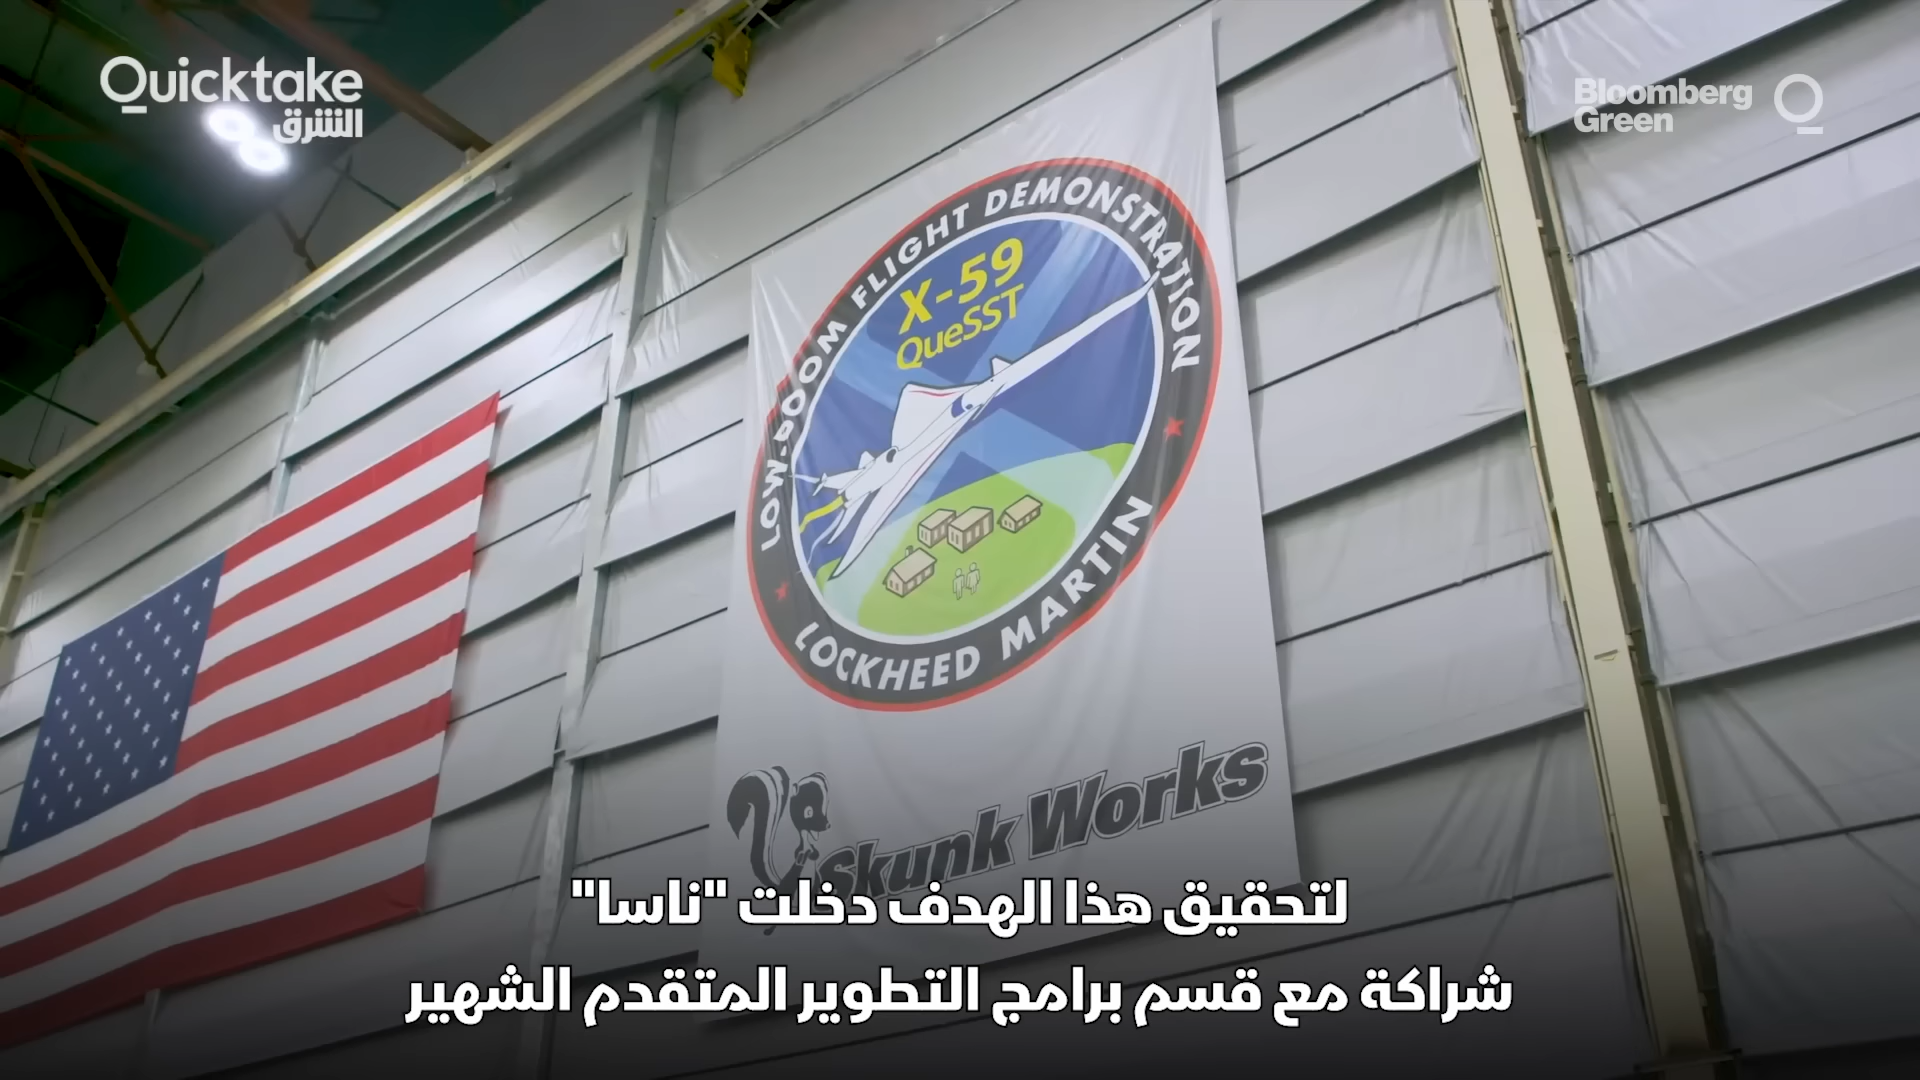 Quicktake
الشرق
Bloomberg
Green
LOW-BOOM FLIGHT DEMONSTRATION
X-59
QueSST
LOCKHEED MARTIN
Skunk Works
لتحقيق هذا الهدف دخلت "ناسا"
شراكة مع قسم برامج التطوير المتقدم الشهير